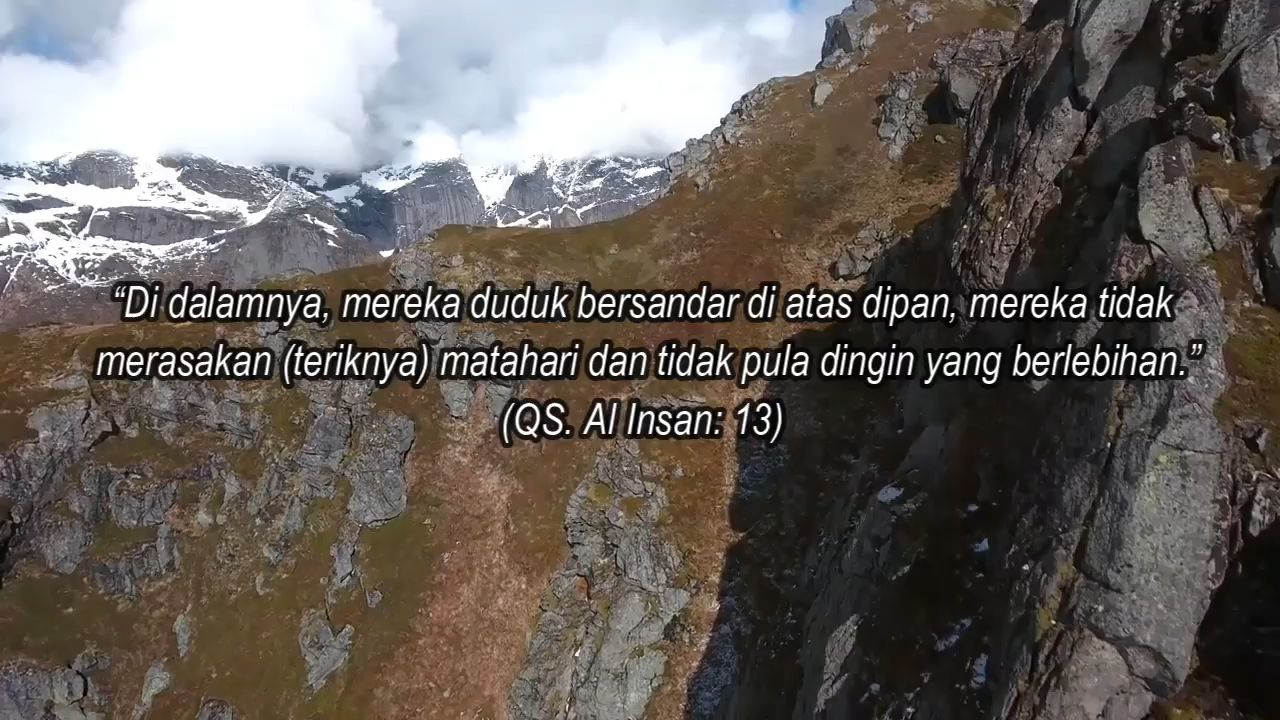 “Di dalamnya, mereka duduk bersandar di atas dipan, mereka tidak
merasakan (teriknya) matahari dan tidak pula dingin yang berlebihan.”
(QS. Al Insan: 13)